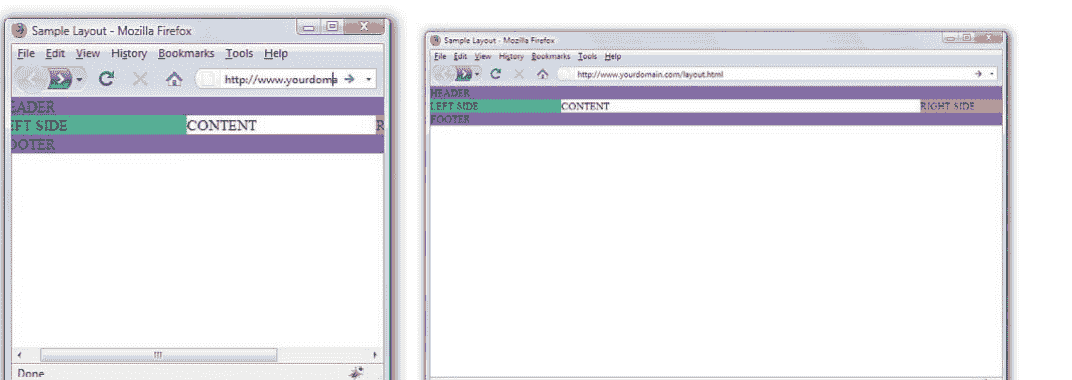 Sample Layout - Mozilla Firefox
File Edit View History Bookmarks Tools Help
http://www.yourdoma
EADER
FT SIDE CONTENT R
OOTER
Done
Sample Layout - Mozilla Firefox
File Edit View History Bookmarks Tools Help
http://www.yourdomain.com/layout.html
HEADER
LEFT SIDE CONTENT RIGHT SIDE
FOOTER